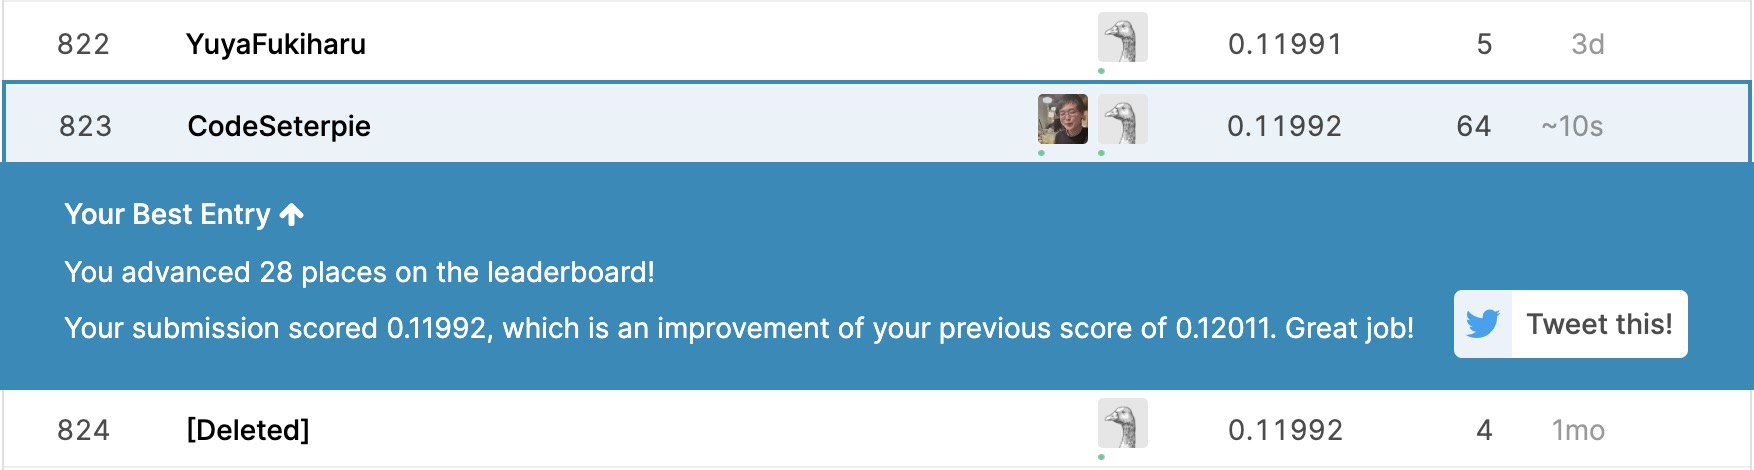 822 YuyaFukiharu 0.11991 5 3d
823 CodeSeterpie 0.11992 64 ~10s
Your Best Entry
You advanced 28 places on the leaderboard!
Your submission scored 0.11992, which is an improvement of your previous score of 0.12011. Great job!
Tweet this!
824 [Deleted] 0.11992 4 1mo